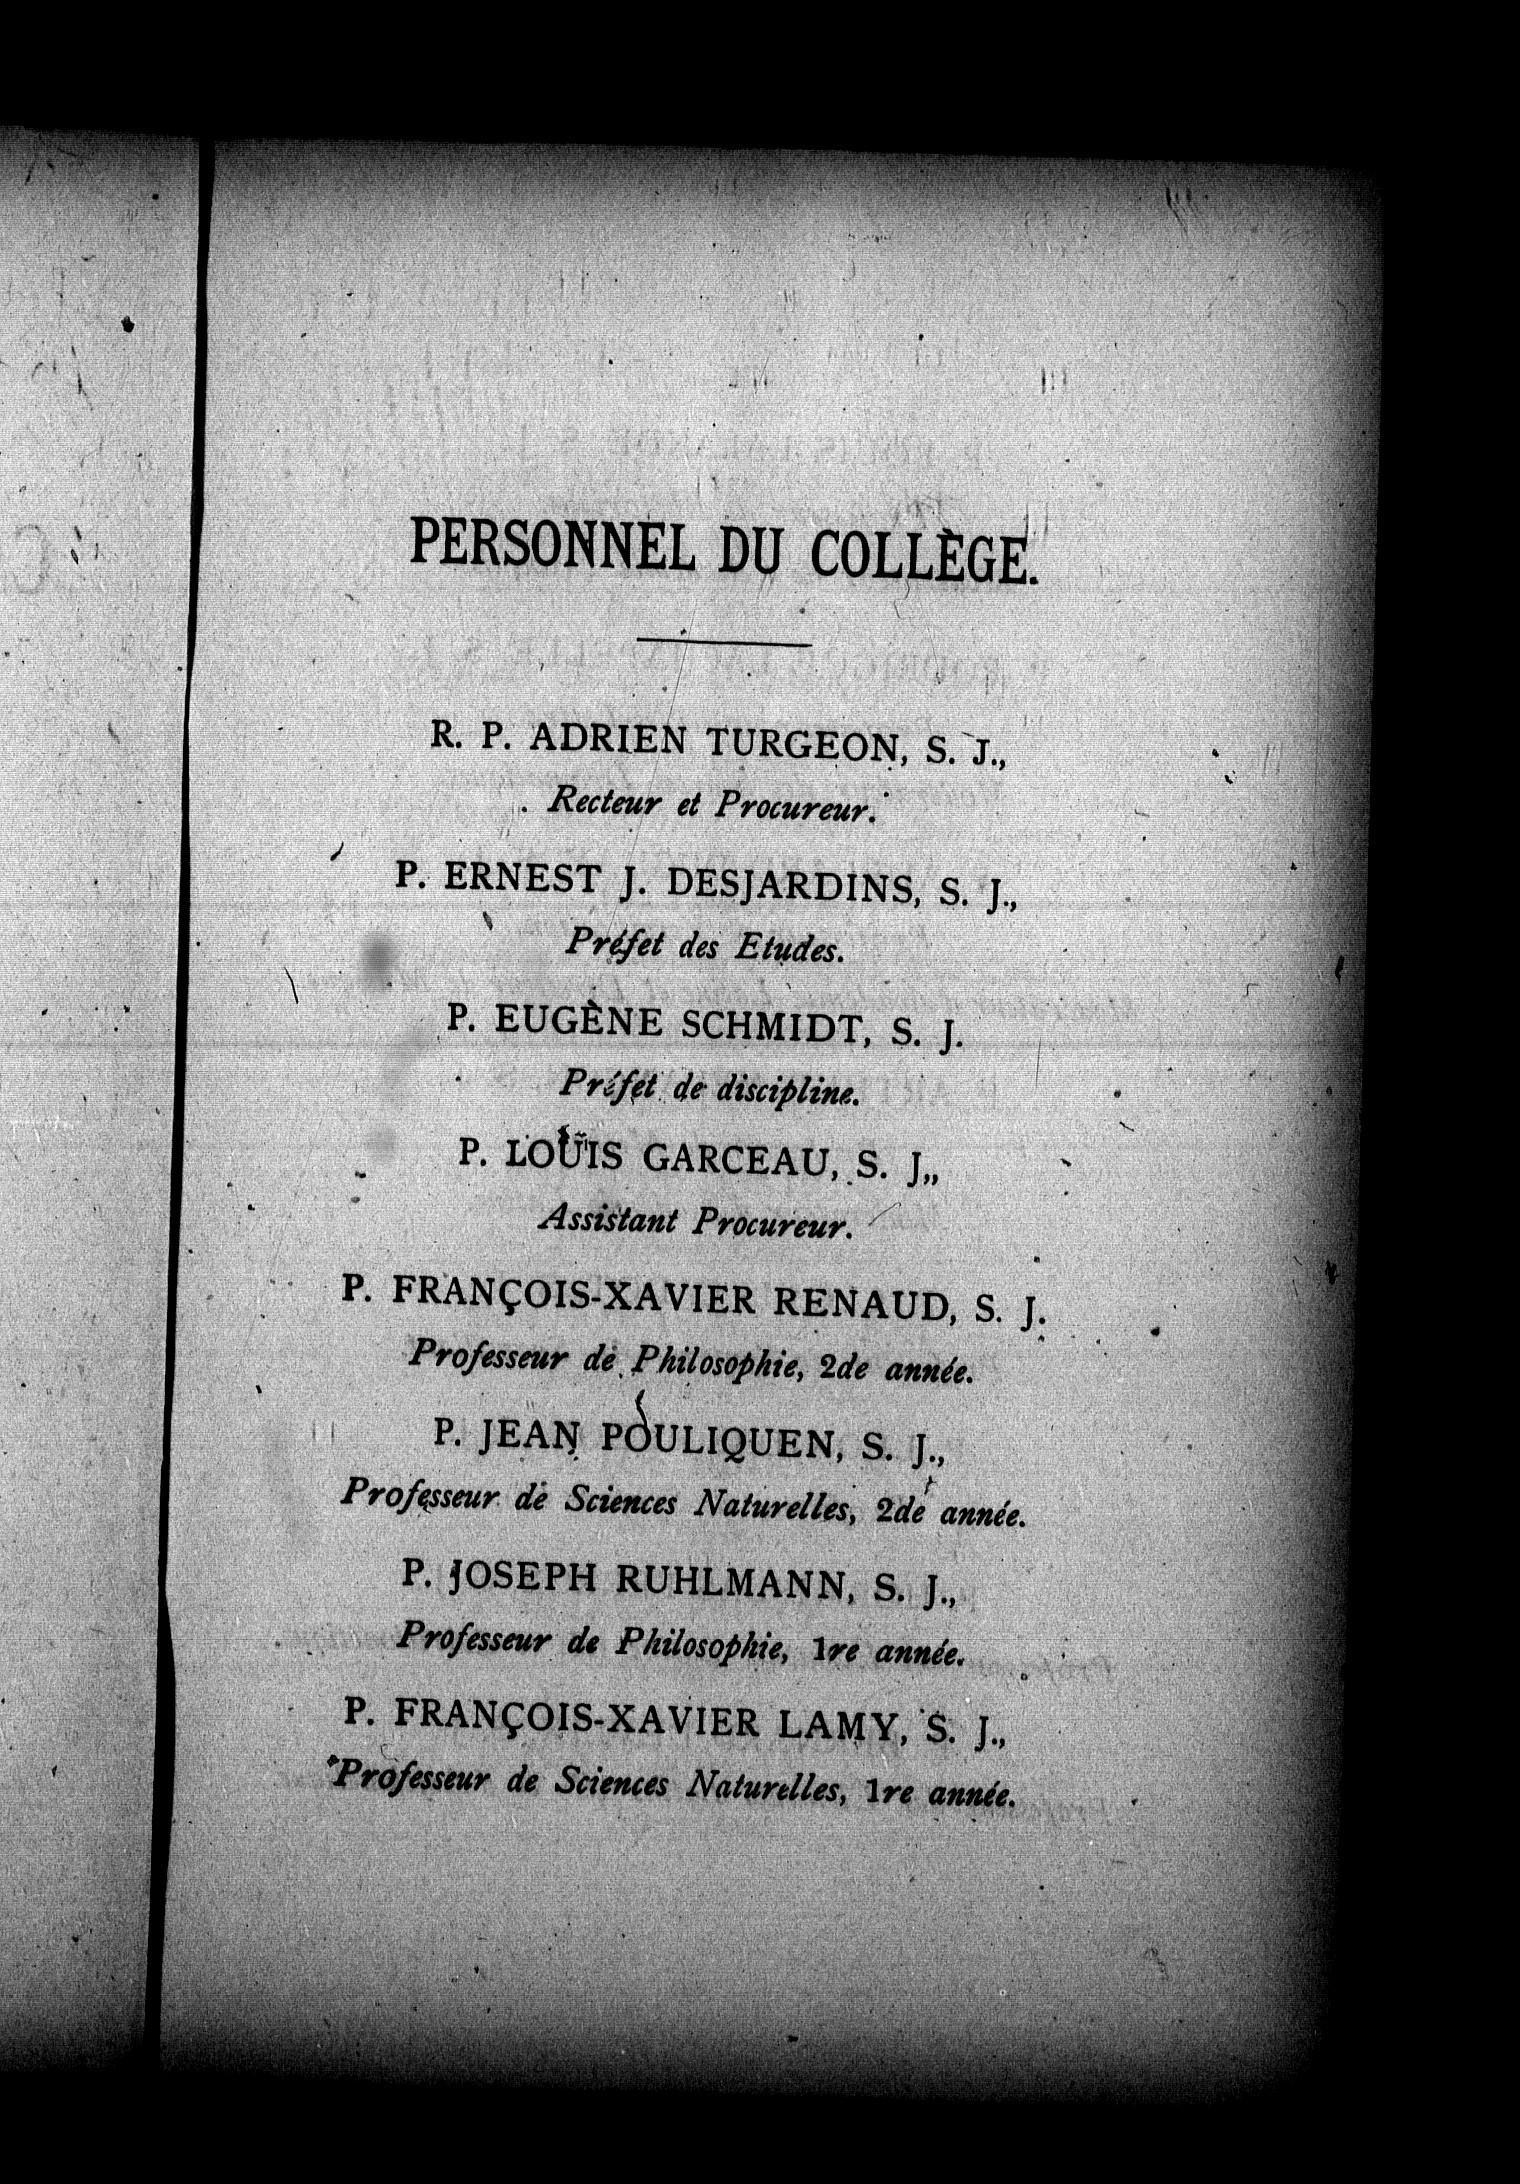 PERSONNEL DU COLLÈGE.
R. P. ADRIEN TURGEON, S. J.,
Recteur et Procureur.
P. ERNEST J. DESJARDINS, S. J.,
Préfet des Etudes.
P. EUGÈNE SCHMIDT, S. J.
Préfet de discipline.
P. LOUIS GARCEAU, S. J.,,
Assistant Procureur.
P. FRANÇOIS-XAVIER RENAUD, S. J.
Professeur de Philosophie, 2de année.
P. JEAN POULIQUEN, S. J.,
Professeur de Sciences Naturelles, 2de année.
P. JOSEPH RUHLMANN, S. J.,
Professeur de Philosophie, 1re année.
P. FRANÇOIS-XAVIER LAMY, S. J.,
Professeur de Sciences Naturelles, 1re année.